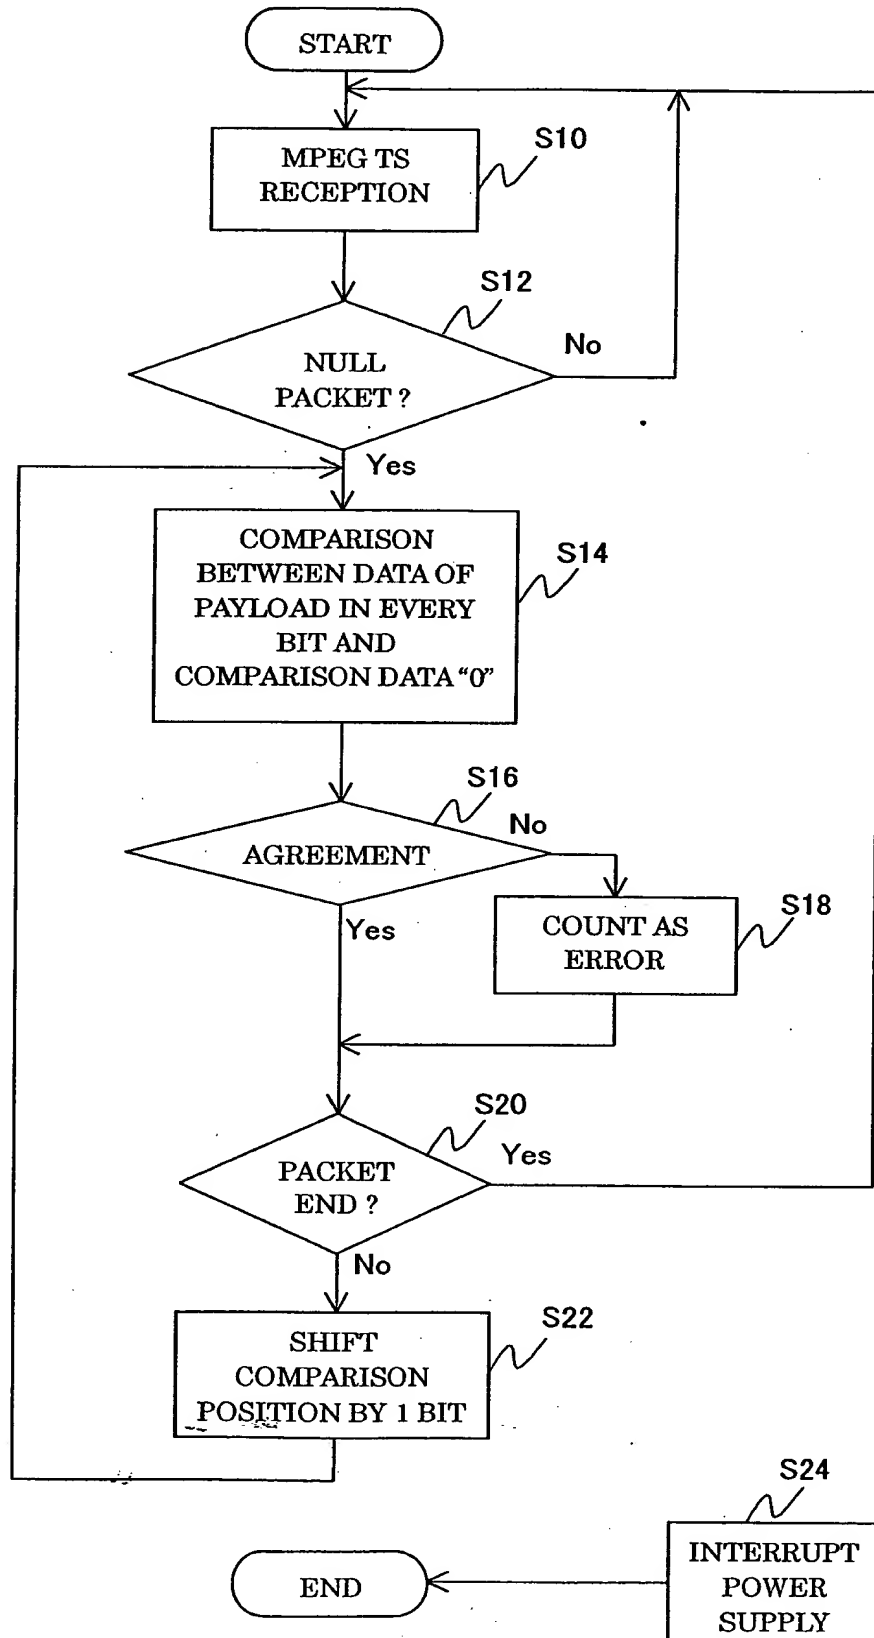 START
S10
MPEG TS
RECEPTION
S12
No
NULL
PACKET ?
Yes
COMPARISON
BETWEEN DATA OF
PAYLOAD IN EVERY
BIT AND
COMPARISON DATA "0"
S14
S16
No
AGREEMENT
Yes
COUNT AS
ERROR
S18
S20
Yes
PACKET
END ?
No
SHIFT
COMPARISON
POSITION BY 1 BIT
S22
S24
INTERRUPT
POWER
SUPPLY
END